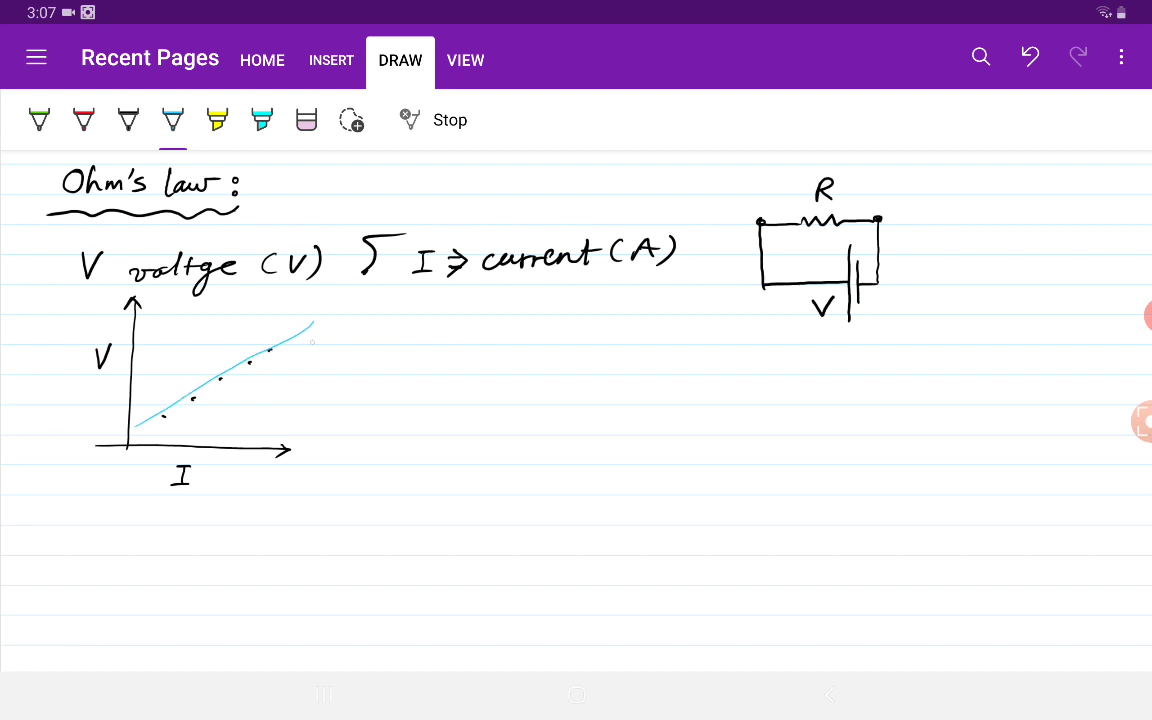 3:07
Recent Pages HOME INSERT DRAW VIEW
Stop
Ohm's law:
R
V voltge (V) I ⇒ current (A)
V
V
I